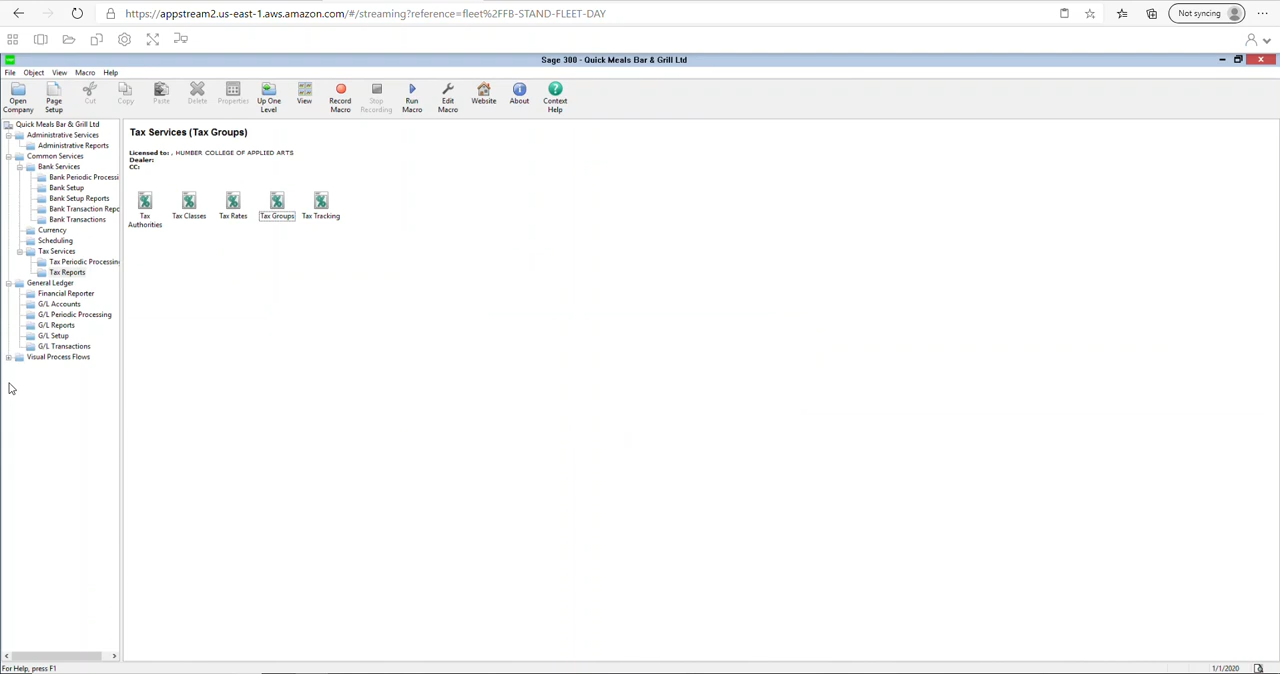 https://appstream2.us-east-1.aws.amazon.com/#/streaming?reference=fleet%2FFB-STAND-FLEET-DAY
Not syncing
Sage 300 - Quick Meals Bar & Grill Ltd
File Object View Macro Help
Open Company
Page Setup
Cut
Copy
Paste
Delete
Properties
Up One Level
View
Record Macro
Stop Recording
Run Macro
Edit Macro
Website
About
Context Help
Quick Meals Bar & Grill Ltd
Administrative Services
Administrative Reports
Common Services
Bank Services
Bank Periodic Processi
Bank Setup
Bank Setup Reports
Bank Transaction Repo
Bank Transactions
Currency
Scheduling
Tax Services
Tax Periodic Processing
Tax Reports
General Ledger
Financial Reporter
G/L Accounts
G/L Periodic Processing
G/L Reports
G/L Setup
G/L Transactions
Visual Process Flows
Tax Services (Tax Groups)
Licensed to: , HUMBER COLLEGE OF APPLIED ARTS
Dealer:
CC:
Tax Authorities
Tax Classes
Tax Rates
Tax Groups
Tax Tracking
For Help, press F1
1/1/2020